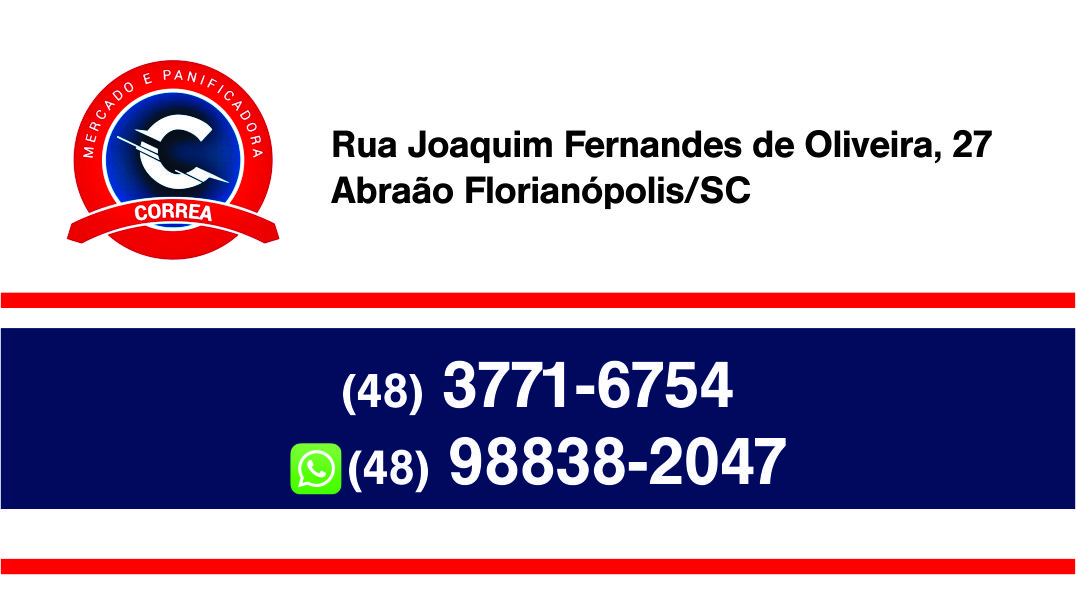 MERCADO E PANIFICADORA
CORREA
Rua Joaquim Fernandes de Oliveira, 27
Abraão Florianópolis/SC
(48) 3771-6754
(48) 98838-2047